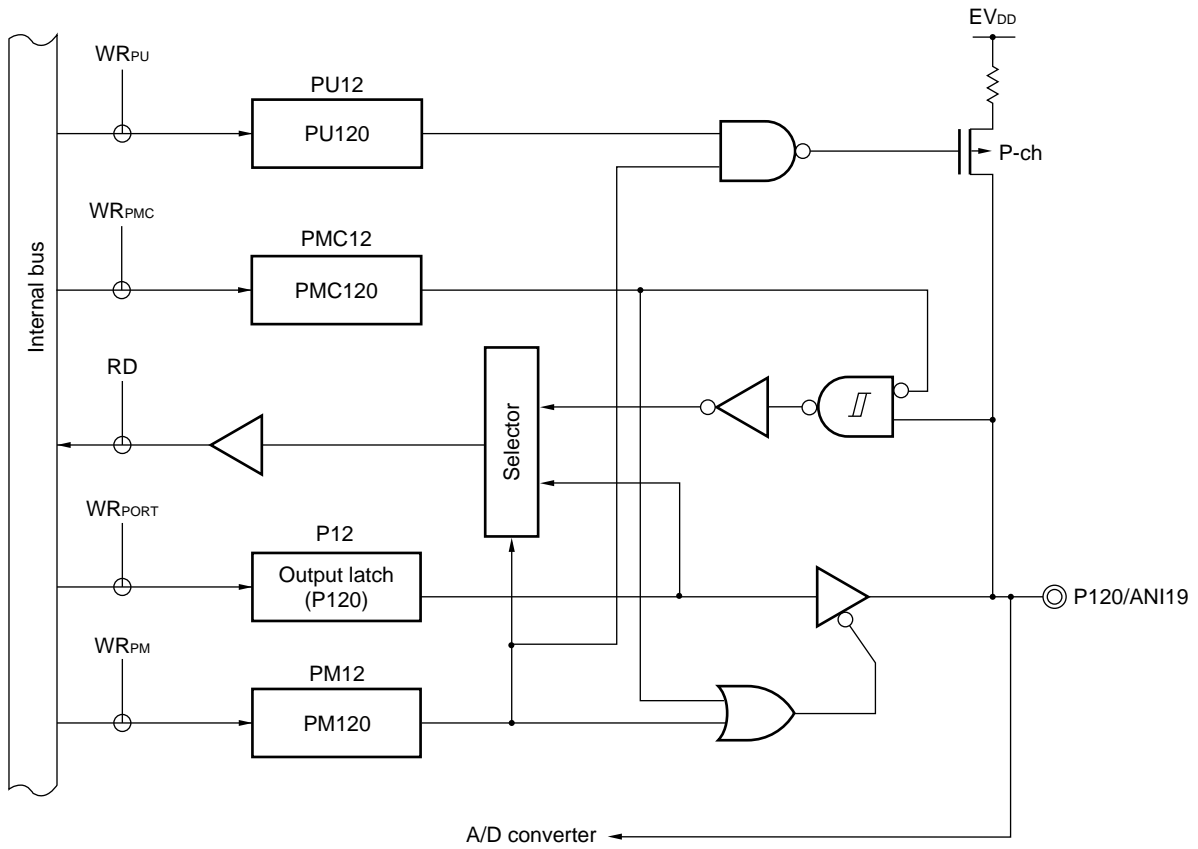 EVDD
WRPU
PU12
PU120
P-ch
WRPMC
PMC12
PMC120
Internal bus
RD
Selector
WRPORT
P12
Output latch
(P120)
P120/ANI19
WRPM
PM12
PM120
A/D converter